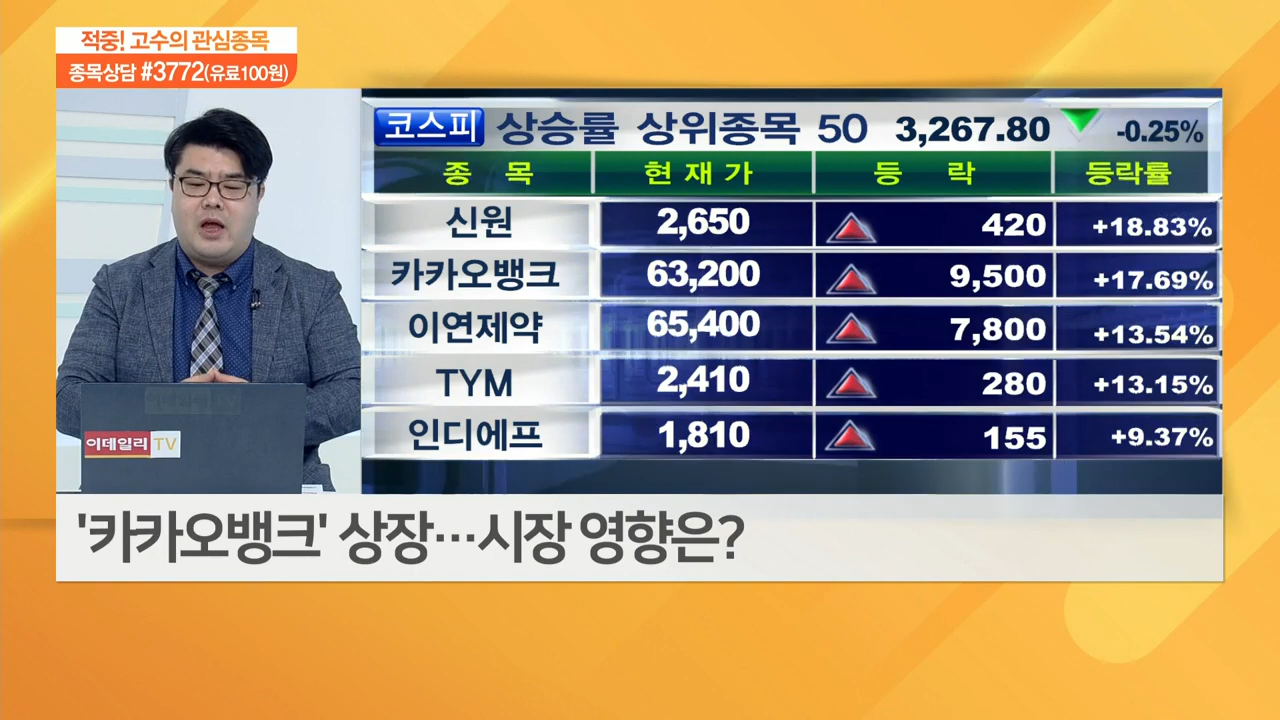 적중! 고수의 관심종목
종목상담 #3772(유료100원)
코스피 상승률 상위종목 50 3,267.80 -0.25%
종 목 현 재 가 등 락 등락률
신원 2,650 420 +18.83%
카카오뱅크 63,200 9,500 +17.69%
이연제약 65,400 7,800 +13.54%
TYM 2,410 280 +13.15%
인디에프 1,810 155 +9.37%
이데일리 TV
'카카오뱅크' 상장…시장 영향은?